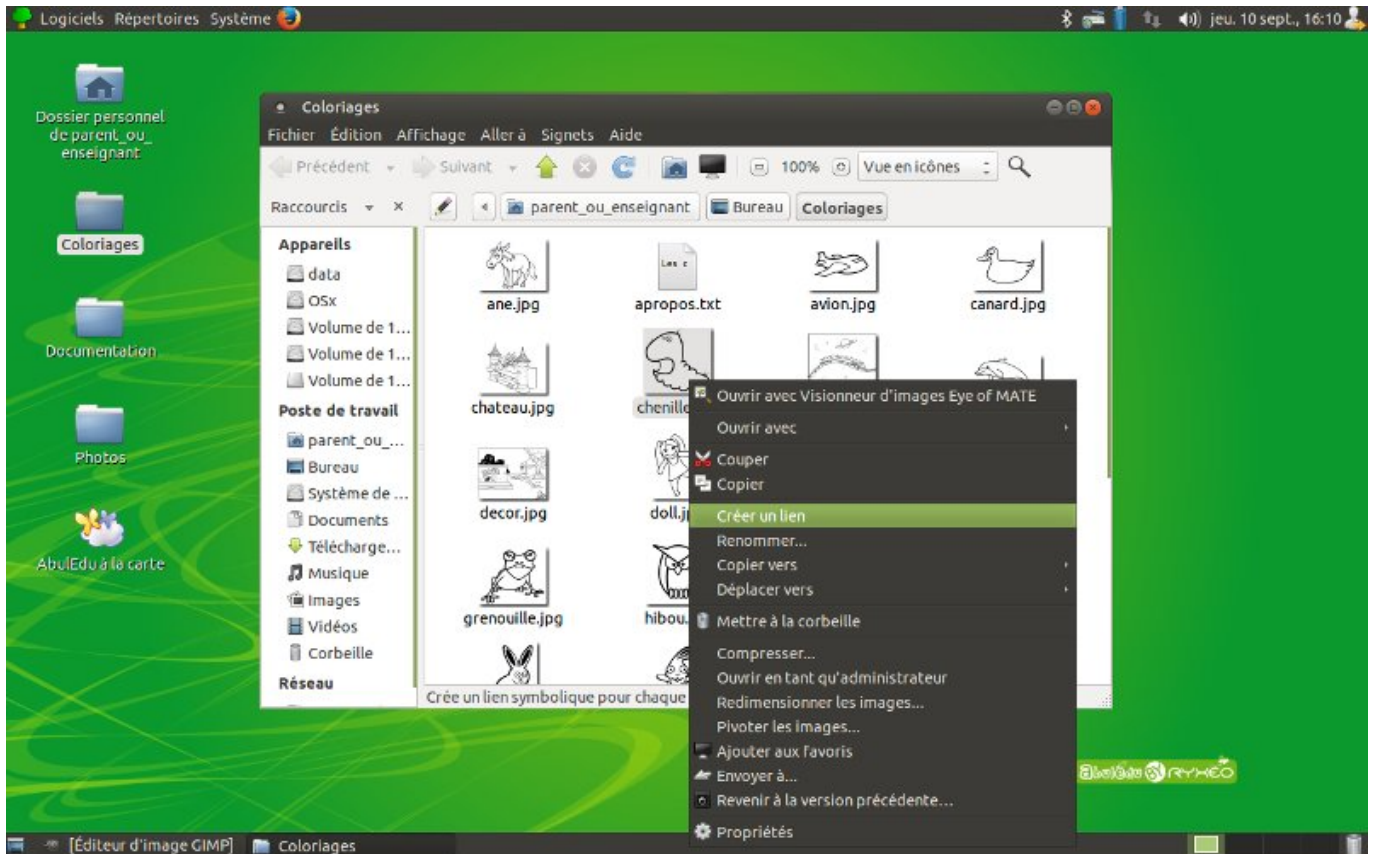 Logiciels Répertoires Système
jeu. 10 sept., 16:10
Dossier personnel
de parent_ou_
enseignant
Coloriages
Documentation
Photos
AbulEdu à la carte
Coloriages
Fichier Édition Affichage Aller à Signets Aide
Précédent Suivant 100% Vue en icônes
Raccourcis parent_ou_enseignant Bureau Coloriages
Appareils
data
OSx
Volume de 1...
Volume de 1...
Volume de 1...
Poste de travail
parent_ou_...
Bureau
Système de ...
Documents
Télécharge...
Musique
Images
Vidéos
Corbeille
Réseau
Les c
ane.jpg apropos.txt avion.jpg canard.jpg
chateau.jpg chenille
decor.jpg doll.j
grenouille.jpg hibou.
Crée un lien symbolique pour chaque
Ouvrir avec Visionneur d'images Eye of MATE
Ouvrir avec
Couper
Copier
Créer un lien
Renommer...
Copier vers
Déplacer vers
Mettre à la corbeille
Compresser...
Ouvrir en tant qu'administrateur
Redimensionner les images...
Pivoter les images...
Ajouter aux favoris
Envoyer à...
Revenir à la version précédente...
Propriétés
abulédu RYXEO
[Éditeur d'image GIMP] Coloriages